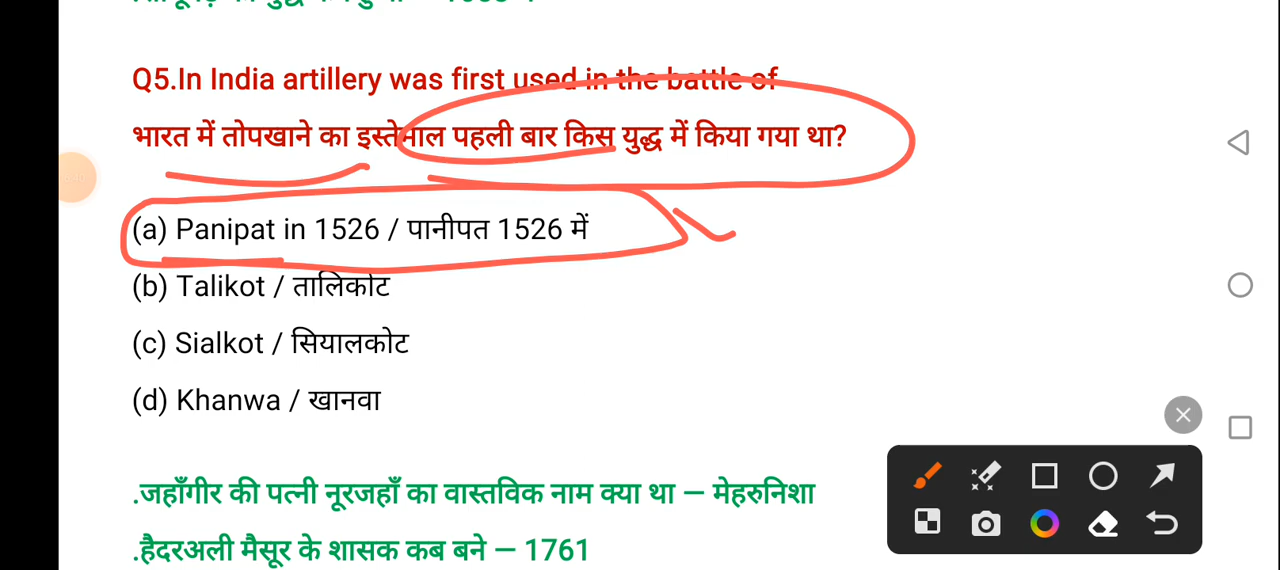 Q5.In India artillery was first used in the battle of
भारत में तोपखाने का इस्तेमाल पहली बार किस युद्ध में किया गया था?
(a) Panipat in 1526 / पानीपत 1526 में
(b) Talikot / तालिकोट
(c) Sialkot / सियालकोट
(d) Khanwa / खानवा
.जहाँगीर की पत्नी नूरजहाँ का वास्तविक नाम क्या था – मेहरुनिशा
.हैदरअली मैसूर के शासक कब बने – 1761